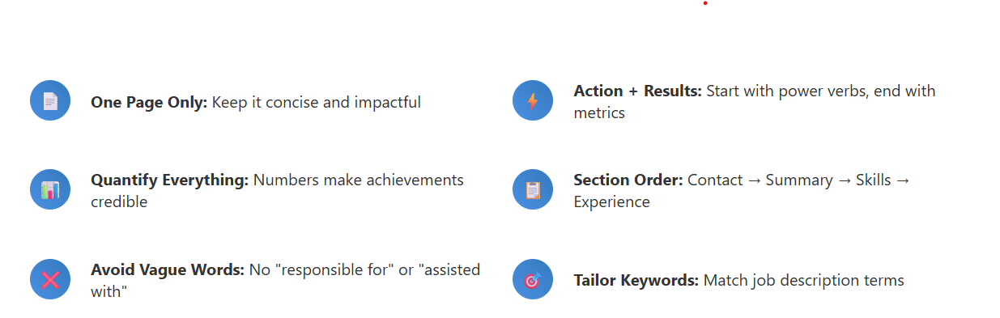 One Page Only: Keep it concise and impactful
Action + Results: Start with power verbs, end with
metrics
Quantify Everything: Numbers make achievements
credible
Section Order: Contact → Summary → Skills →
Experience
Avoid Vague Words: No "responsible for" or "assisted
with"
Tailor Keywords: Match job description terms